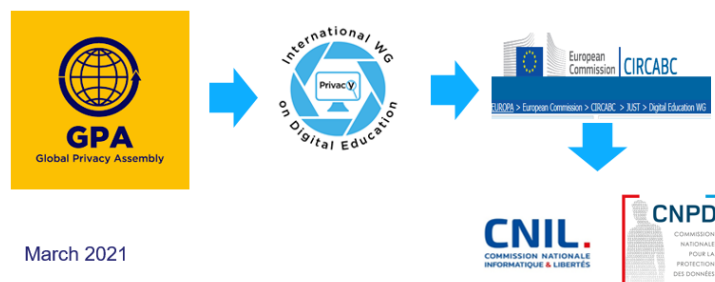 GPA
Global Privacy Assembly
International WG
on Digital Education
Privacy
European
Commission
CIRCABC
EUROPA > European Commission > CIRCABC > JUST > Digital Education WG
March 2021
CNIL.
COMMISSION NATIONALE
INFORMATIQUE & LIBERTÉS
CNPD
COMMISSION
NATIONALE
POUR LA
PROTECTION
DES DONNÉES